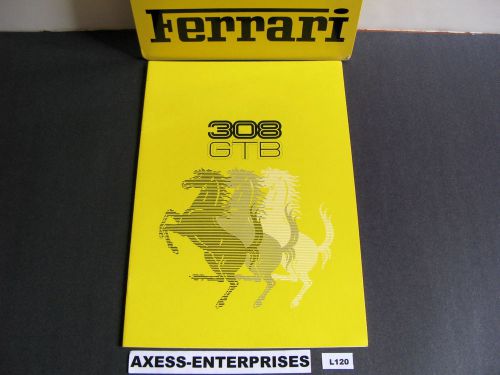 Ferrari
308
GTB
AXESS-ENTERPRISES L120